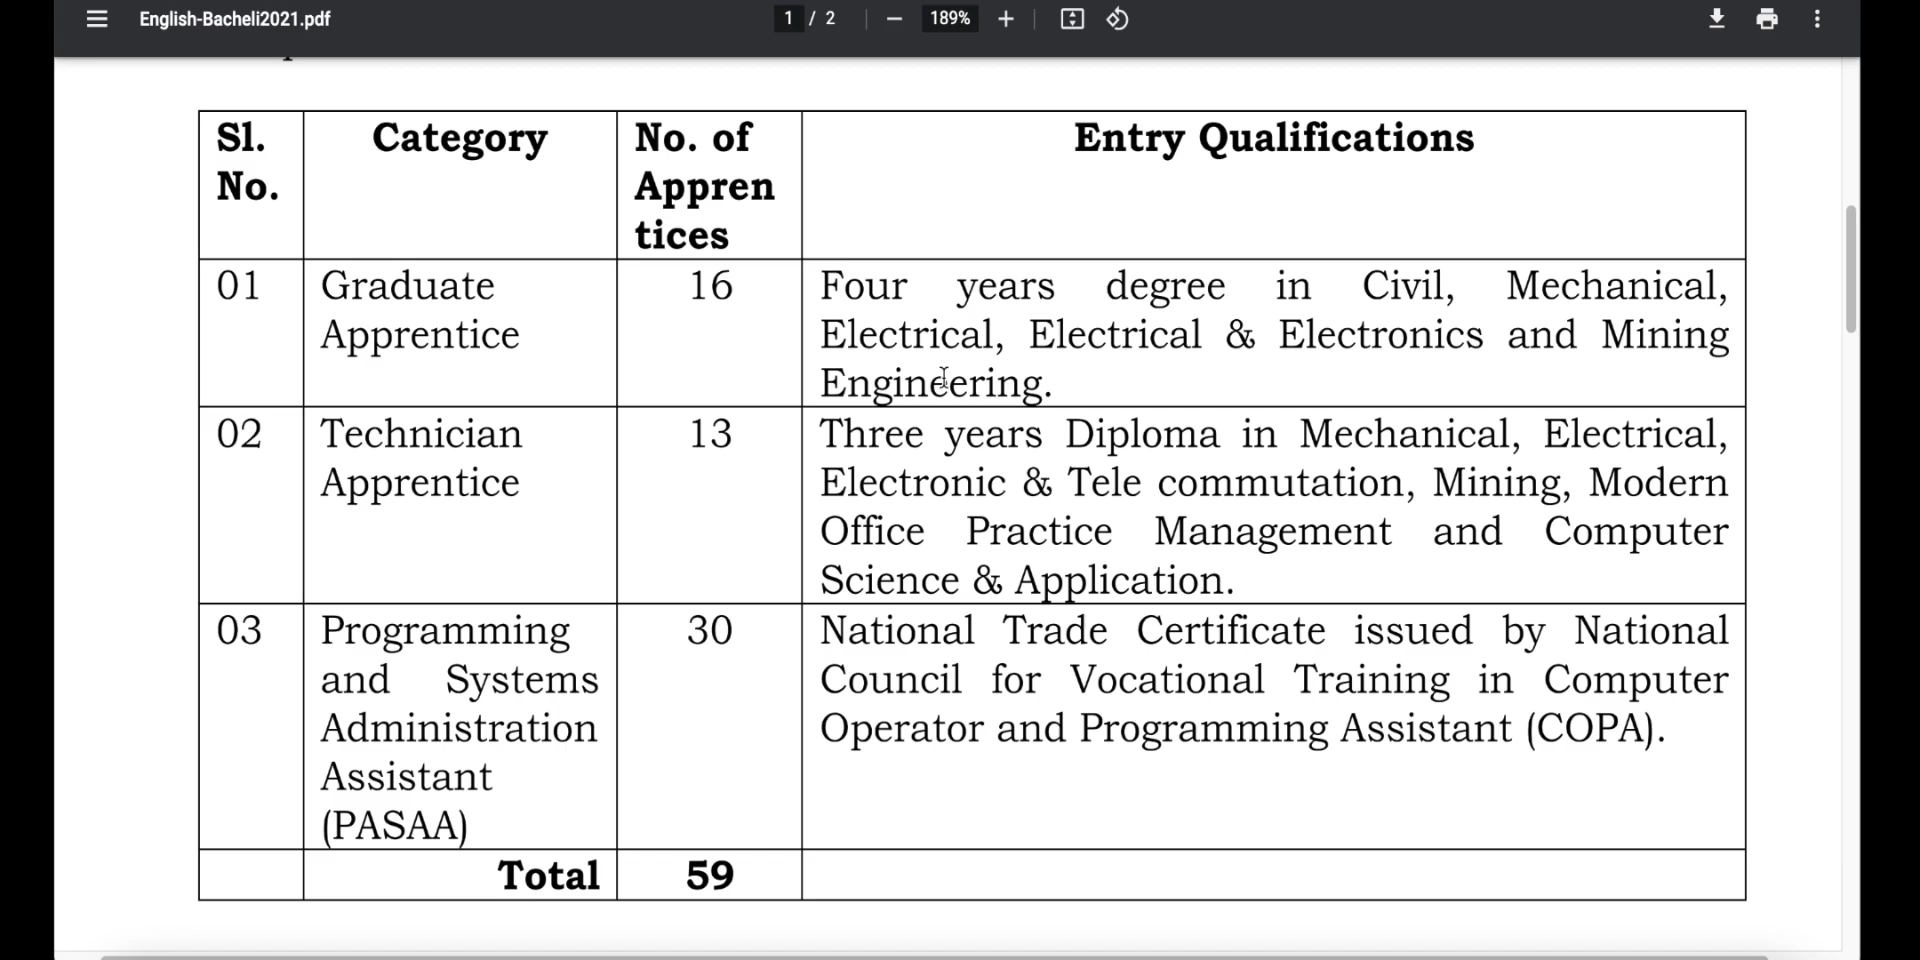 English-Bacheli2021.pdf
1 / 2
189%
Sl. No.
Category
No. of Appren tices
Entry Qualifications
01
Graduate
Apprentice
16
Four years degree in Civil, Mechanical,
Electrical, Electrical & Electronics and Mining
Engineering.
02
Technician
Apprentice
13
Three years Diploma in Mechanical, Electrical,
Electronic & Tele commutation, Mining, Modern
Office Practice Management and Computer
Science & Application.
03
Programming
and Systems
Administration
Assistant
(PASAA)
30
National Trade Certificate issued by National
Council for Vocational Training in Computer
Operator and Programming Assistant (COPA).
Total
59